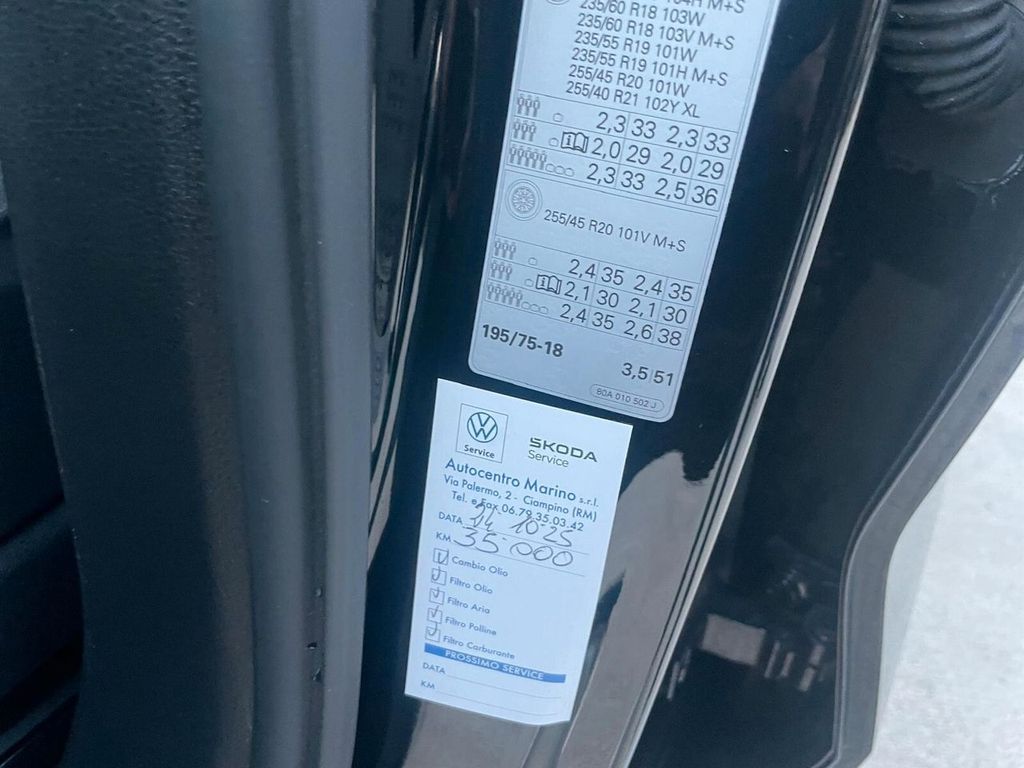 M+S
235/60 R18 103W
235/60 R18 103V M+S
235/55 R19 101W
235/55 R19 101H M+S
255/45 R20 101W
255/40 R21 102Y XL
2,3 33 2,3 33
2,0 29 2,0 29
2,3 33 2,5 36
255/45 R20 101V M+S
2,4 35 2,4 35
2,1 30 2,1 30
2,4 35 2,6 38
195/75-18
3,5 51
80A 010 502 J
Service
ŠKODA
Service
Autocentro Marino s.r.l.
Via Palermo, 2 - Ciampino (RM)
Tel. e Fax 06.79.35.03.42
DATA 14 10-25
KM 35.000
Cambio Olio
Filtro Olio
Filtro Aria
Filtro Polline
Filtro Carburante
PROSSIMO SERVICE
DATA
KM